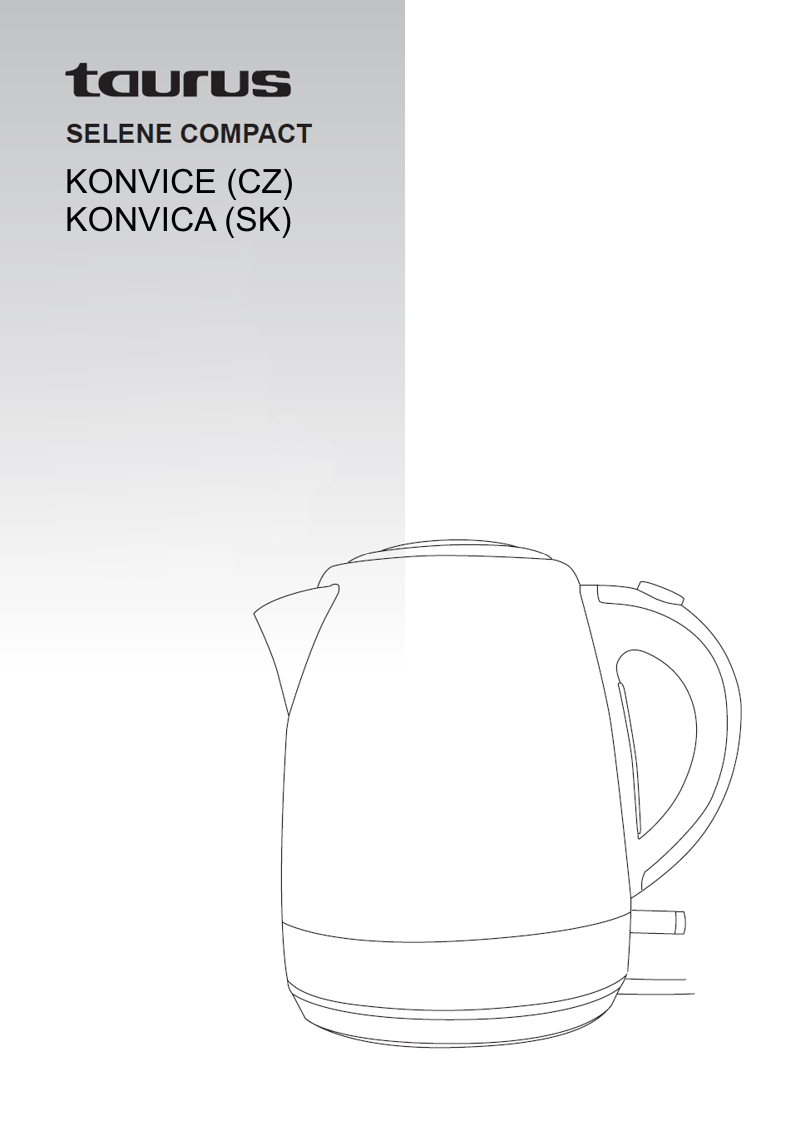 taurus
SELENE COMPACT
KONVICE (CZ)
KONVICA (SK)